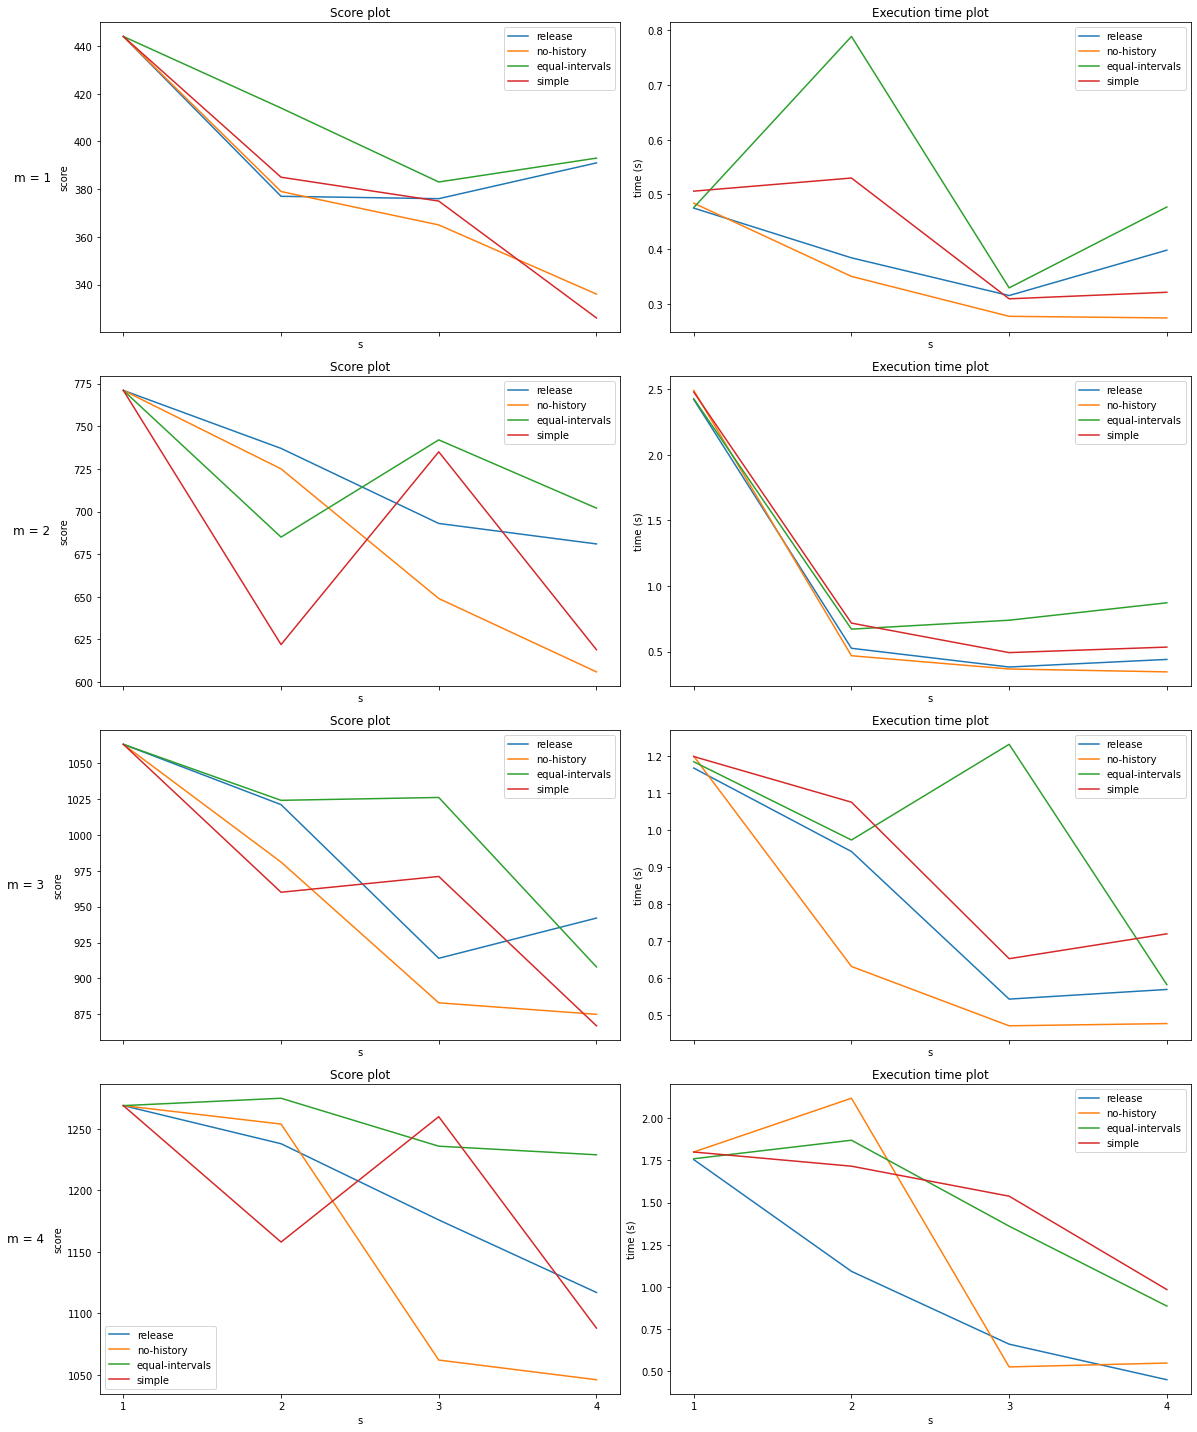 Score plot
440
420
400
380
360
340
score
s
m = 1
release
no-history
equal-intervals
simple
Execution time plot
0.8
0.7
0.6
0.5
0.4
0.3
time (s)
s
release
no-history
equal-intervals
simple
Score plot
775
750
725
700
675
650
625
600
score
s
m = 2
release
no-history
equal-intervals
simple
Execution time plot
2.5
2.0
1.5
1.0
0.5
time (s)
s
release
no-history
equal-intervals
simple
Score plot
1050
1025
1000
975
950
925
900
875
score
s
m = 3
release
no-history
equal-intervals
simple
Execution time plot
1.2
1.1
1.0
0.9
0.8
0.7
0.6
0.5
time (s)
s
release
no-history
equal-intervals
simple
Score plot
1250
1200
1150
1100
1050
score
m = 4
release
no-history
equal-intervals
simple
1 2 3 4
s
Execution time plot
2.00
1.75
1.50
1.25
1.00
0.75
0.50
time (s)
release
no-history
equal-intervals
simple
1 2 3 4
s